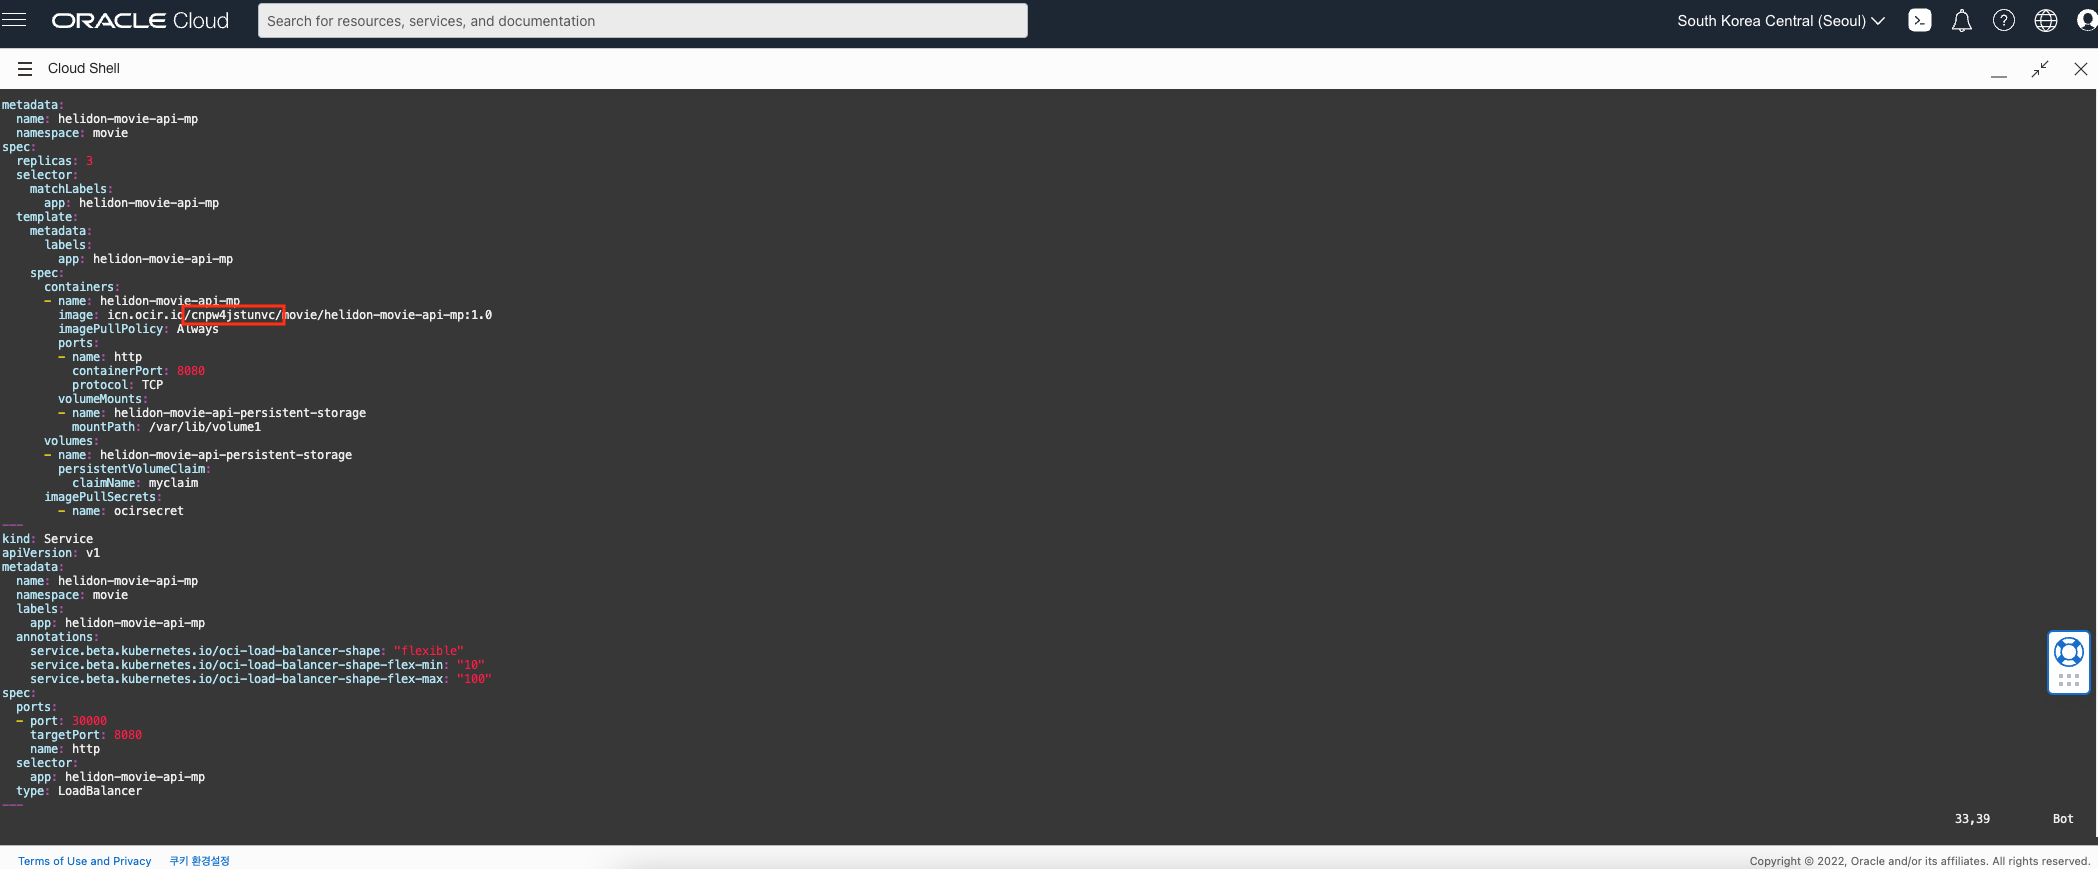 ORACLE Cloud
Search for resources, services, and documentation
South Korea Central (Seoul)
Cloud Shell
metadata:
  name: helidon-movie-api-mp
  namespace: movie
spec:
  replicas: 3
  selector:
    matchLabels:
      app: helidon-movie-api-mp
  template:
    metadata:
      labels:
        app: helidon-movie-api-mp
    spec:
      containers:
      - name: helidon-movie-api-mp
        image: icn.ocir.io/cnpw4jstunvc/movie/helidon-movie-api-mp:1.0
        imagePullPolicy: Always
        ports:
        - name: http
          containerPort: 8080
          protocol: TCP
        volumeMounts:
        - name: helidon-movie-api-persistent-storage
          mountPath: /var/lib/volume1
      volumes:
      - name: helidon-movie-api-persistent-storage
        persistentVolumeClaim:
          claimName: myclaim
      imagePullSecrets:
        - name: ocirsecret
---
kind: Service
apiVersion: v1
metadata:
  name: helidon-movie-api-mp
  namespace: movie
  labels:
    app: helidon-movie-api-mp
  annotations:
    service.beta.kubernetes.io/oci-load-balancer-shape: "flexible"
    service.beta.kubernetes.io/oci-load-balancer-shape-flex-min: "10"
    service.beta.kubernetes.io/oci-load-balancer-shape-flex-max: "100"
spec:
  ports:
  - port: 30000
    targetPort: 8080
    name: http
  selector:
    app: helidon-movie-api-mp
  type: LoadBalancer
---
33,39 Bot
Terms of Use and Privacy 쿠키 환경설정
Copyright © 2022, Oracle and/or its affiliates. All rights reserved.